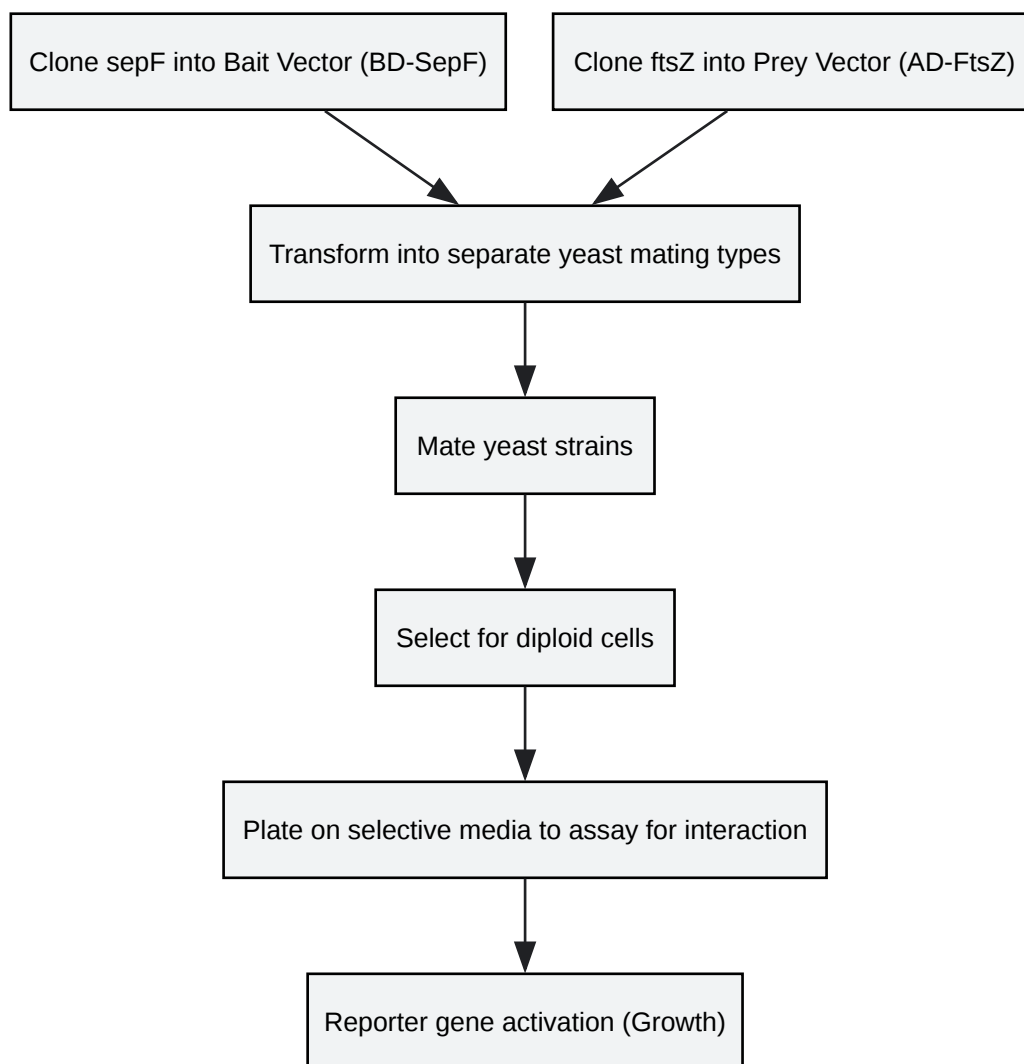 Clone sepF into Bait Vector (BD-SepF)
Clone ftsZ into Prey Vector (AD-FtsZ)
Transform into separate yeast mating types
Mate yeast strains
Select for diploid cells
Plate on selective media to assay for interaction
Reporter gene activation (Growth)